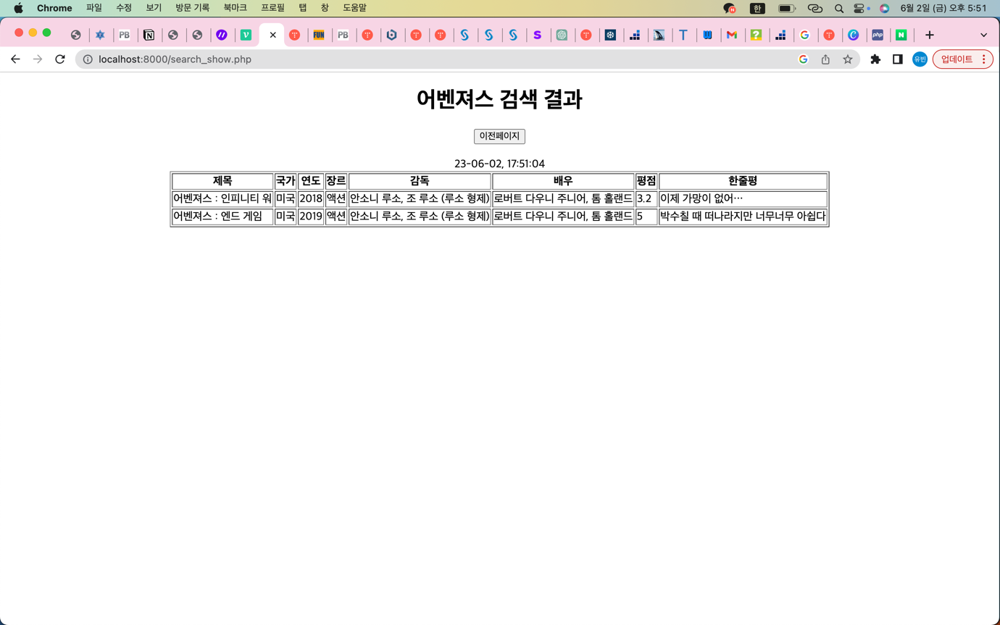 Chrome 파일 수정 보기 방문 기록 북마크 프로필 탭 창 도움말 한 6월 2일 (금) 오후 5:51
PB N V FUN PB S T W M ? G C php N
localhost:8000/search_show.php G 유빈 업데이트
어벤져스 검색 결과
이전페이지
23-06-02, 17:51:04
제목 국가 연도 장르 감독 배우 평점 한줄평
어벤져스 : 인피니티 워 미국 2018 액션 안소니 루소, 조 루소 (루소 형제) 로버트 다우니 주니어, 톰 홀랜드 3.2 이제 가망이 없어…
어벤져스 : 엔드 게임 미국 2019 액션 안소니 루소, 조 루소 (루소 형제) 로버트 다우니 주니어, 톰 홀랜드 5 박수칠 때 떠나라지만 너무너무 아쉽다